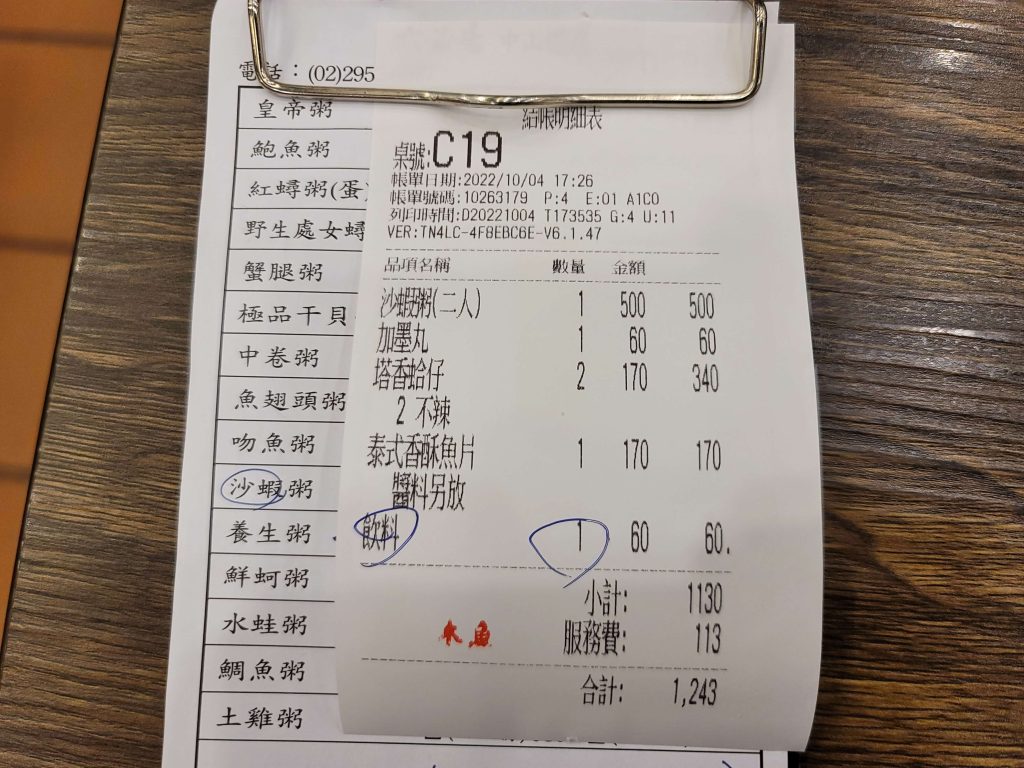 電話：(02)295
皇帝粥
鮑魚粥
紅蟳粥(蛋)
野生處女蟳
蟹腿粥
極品干貝
中卷粥
魚翅頭粥
吻魚粥
沙蝦粥
養生粥
鮮蚵粥
水蛙粥
鯛魚粥
土雞粥
結帳明細表
桌號:C19
帳單日期:2022/10/04 17:26
帳單號碼:10263179 P:4 E:01 A1C0
列印時間:D20221004 T173535 G:4 U:11
VER:TN4LC-4F8EBC6E-V6.1.47
品項名稱 數量 金額
沙蝦粥(二人) 1 500 500
加墨丸 1 60 60
塔香蛤仔 2 170 340
2 不辣
泰式香酥魚片 1 170 170
醬料另放
飲料 1 60 60.
小計: 1130
服務費: 113
合計: 1,243